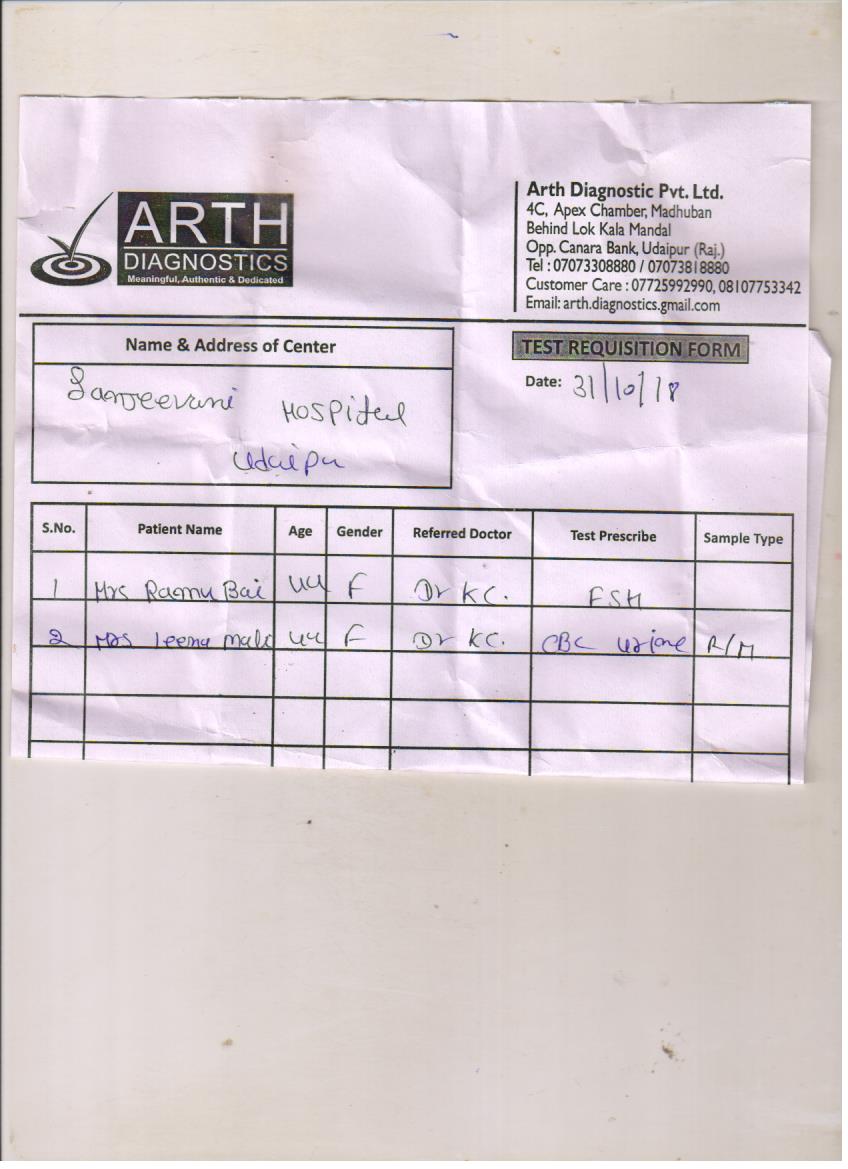 ARTH
DIAGNOSTICS
Meaningful, Authentic & Dedicated
Arth Diagnostic Pvt. Ltd.
4C, Apex Chamber, Madhuban
Behind Lok Kala Mandal
Opp. Canara Bank, Udaipur (Raj.)
Tel : 07073308880 / 07073818880
Customer Care : 07725992990, 08107753342
Email: arth.diagnostics.gmail.com
Name & Address of Center
Sanjeevani Hospital
Udaipur
TEST REQUISITION FORM
Date: 31/10/18
S.No. Patient Name Age Gender Referred Doctor Test Prescribe Sample Type
1 Mrs Ramu Bai F Dr KC. FSH
2 Mrs Leena Mali F Dr KC. CBC Urine R/M